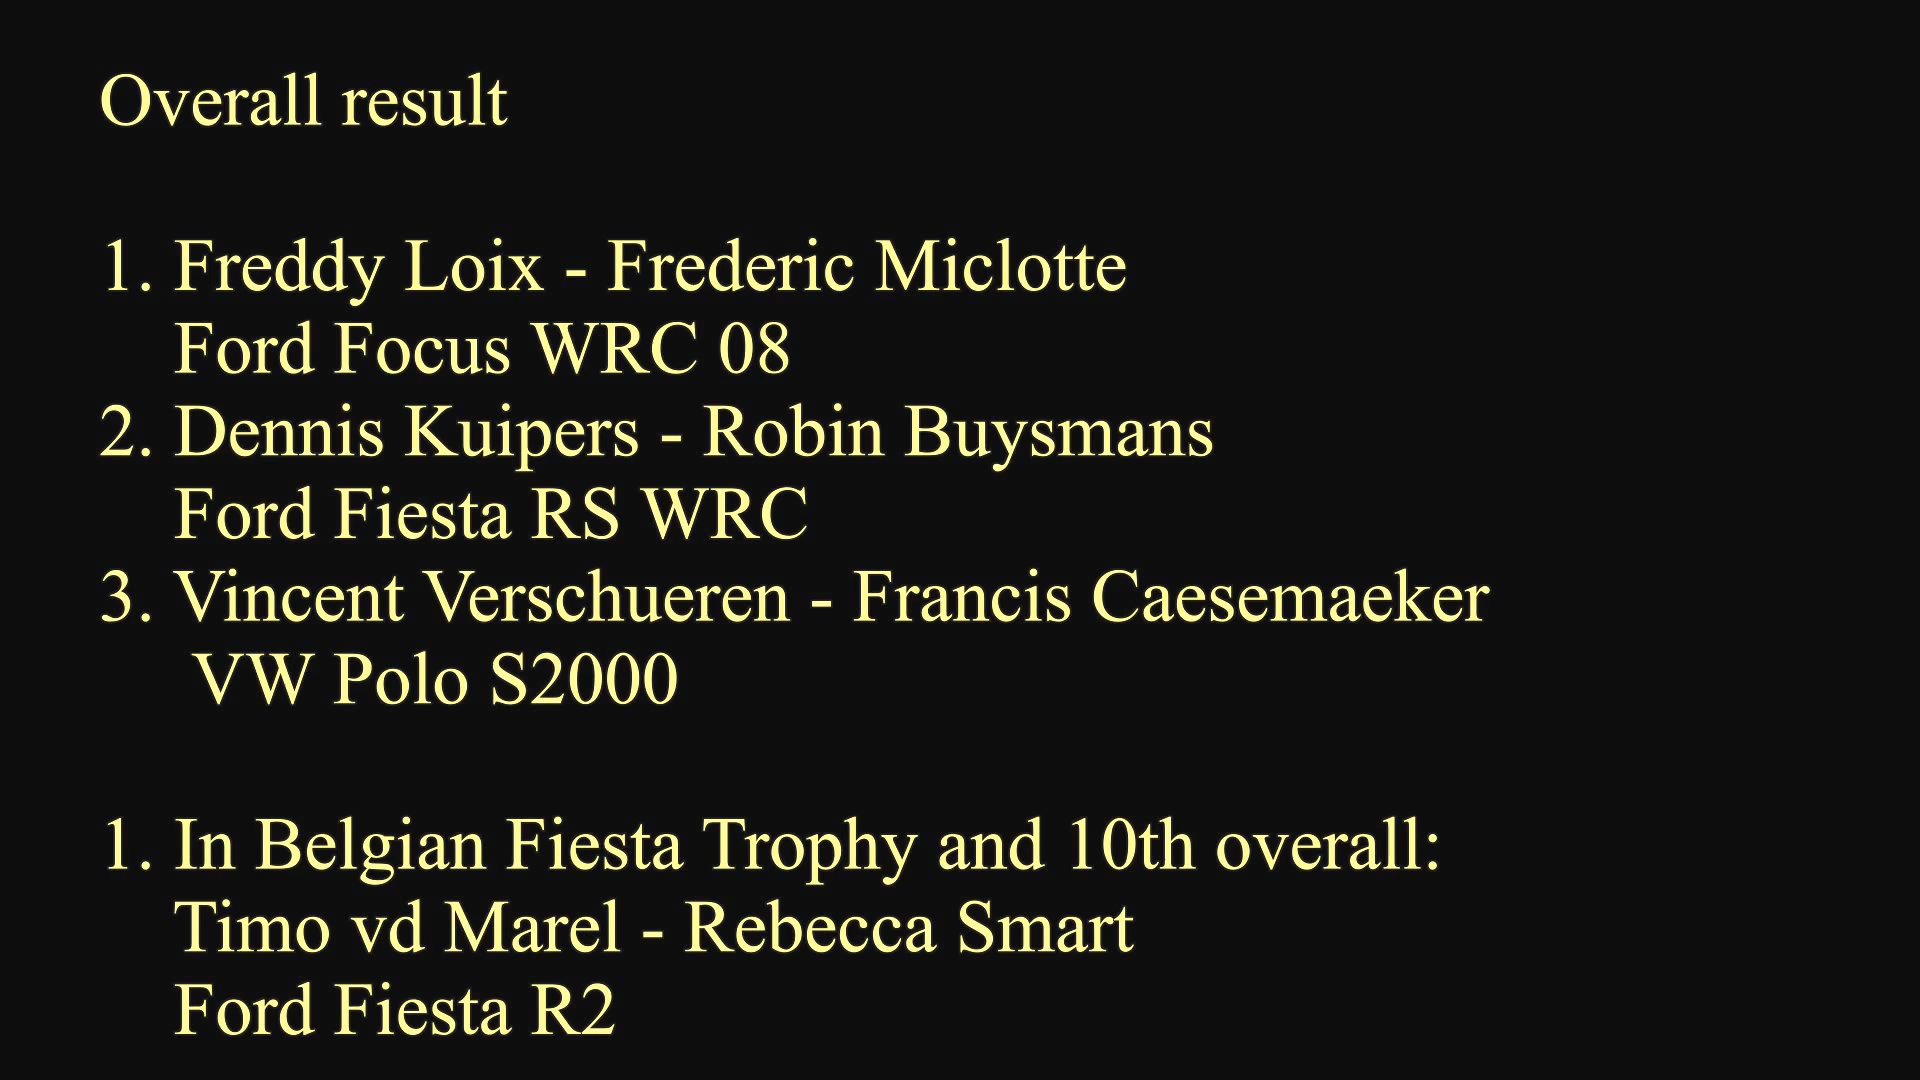 Overall result
1. Freddy Loix - Frederic Miclotte
Ford Focus WRC 08
2. Dennis Kuipers - Robin Buysmans
Ford Fiesta RS WRC
3. Vincent Verschueren - Francis Caesemaeker
VW Polo S2000
1. In Belgian Fiesta Trophy and 10th overall:
Timo vd Marel - Rebecca Smart
Ford Fiesta R2